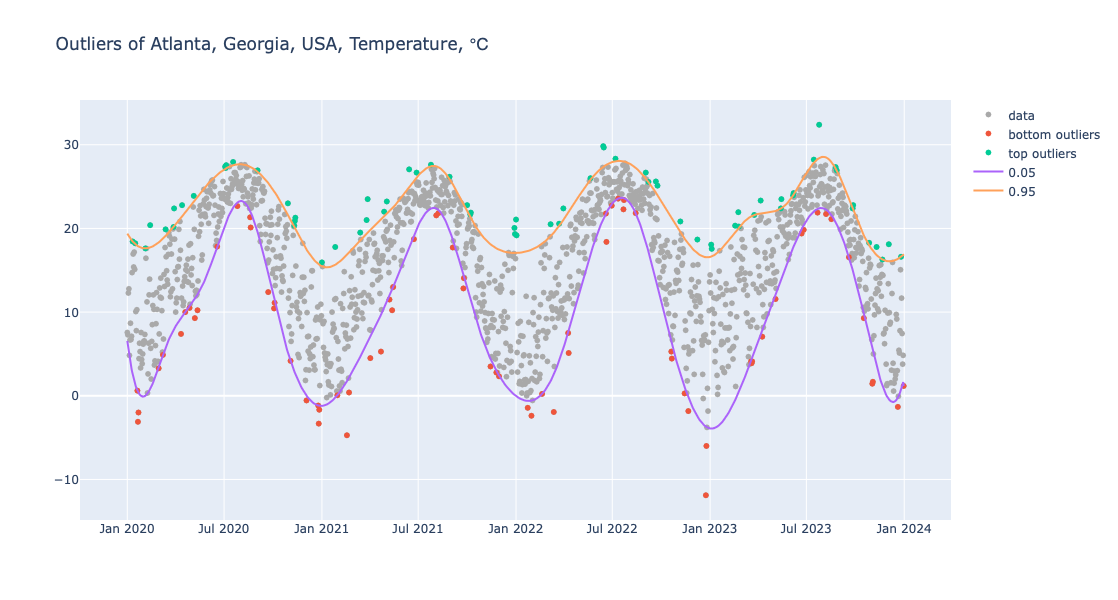 Outliers of Atlanta, Georgia, USA, Temperature, ℃
data
bottom outliers
top outliers
0.05
0.95
30
20
10
0
−10
Jan 2020 Jul 2020 Jan 2021 Jul 2021 Jan 2022 Jul 2022 Jan 2023 Jul 2023 Jan 2024